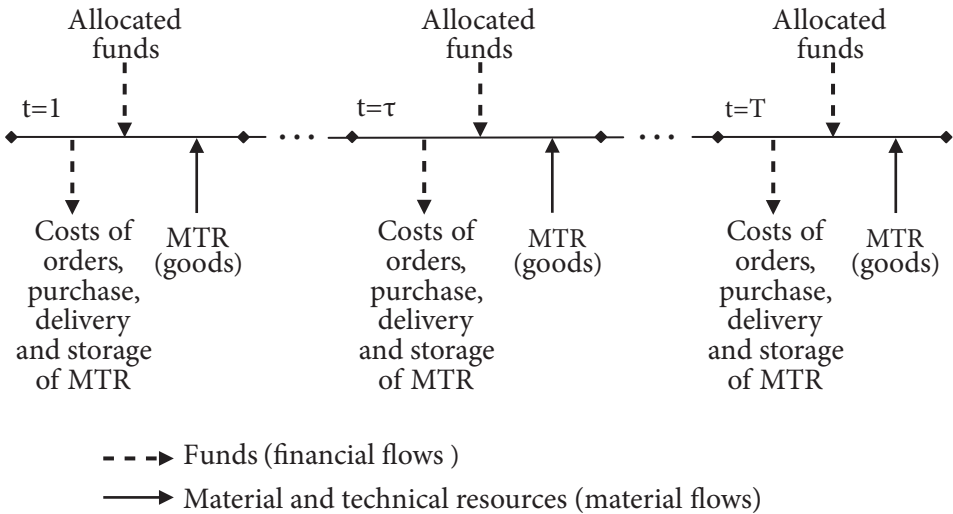 Allocated
funds
Allocated
funds
Allocated
funds
t=1
t=τ
t=T
Costs of
orders,
purchase,
delivery
and storage
of MTR
MTR
(goods)
Costs of
orders,
purchase,
delivery
and storage
of MTR
MTR
(goods)
Costs of
orders,
purchase,
delivery
and storage
of MTR
MTR
(goods)
Funds (financial flows )
Material and technical resources (material flows)